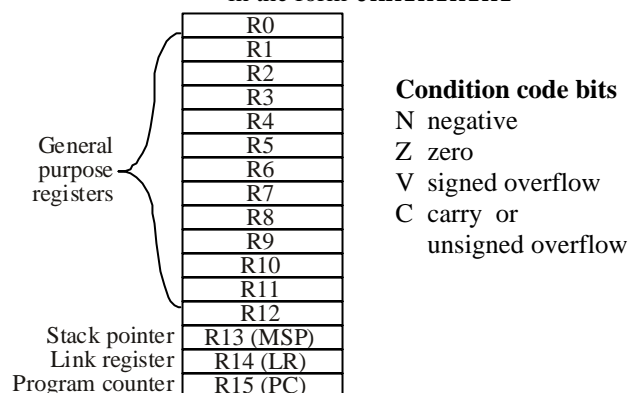 R0
R1
R2
R3
R4
R5
R6
R7
R8
R9
R10
R11
R12
R13 (MSP)
R14 (LR)
R15 (PC)
General
purpose
registers
Stack pointer
Link register
Program counter
Condition code bits
N negative
Z zero
V signed overflow
C carry or
unsigned overflow